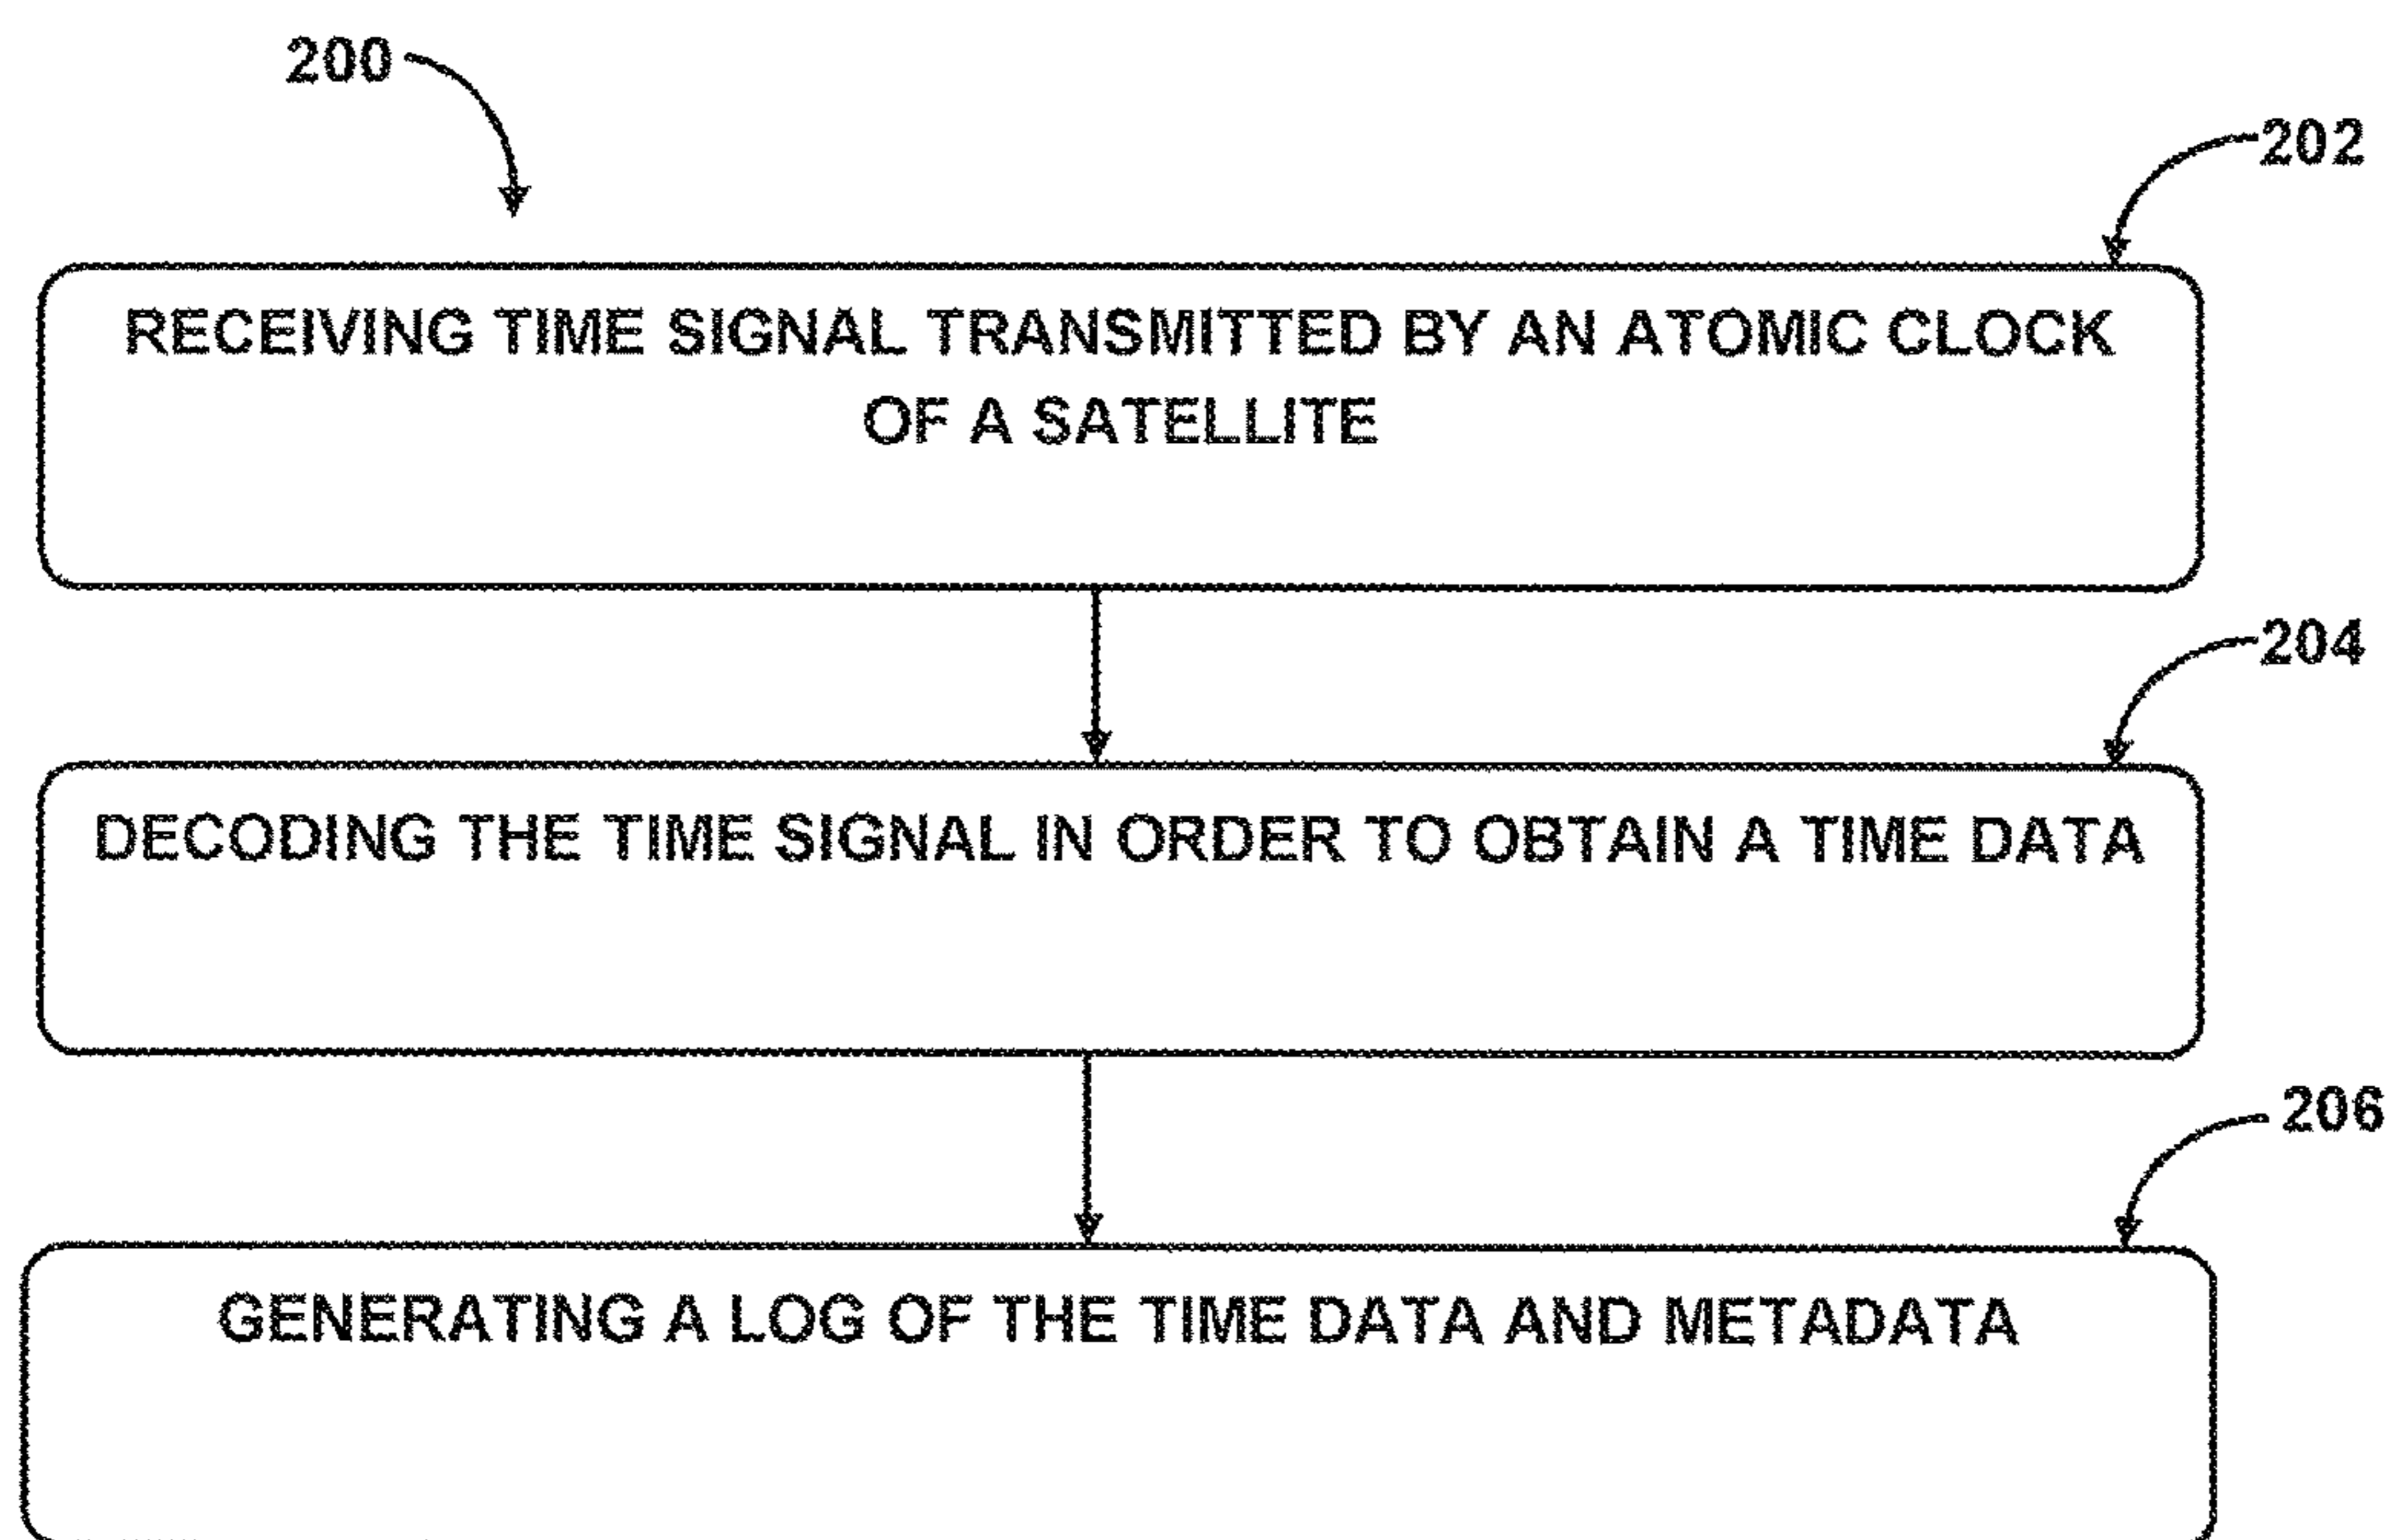 200
202
RECEIVING TIME SIGNAL TRANSMITTED BY AN ATOMIC CLOCK
OF A SATELLITE
204
DECODING THE TIME SIGNAL IN ORDER TO OBTAIN A TIME DATA
206
GENERATING A LOG OF THE TIME DATA AND METADATA